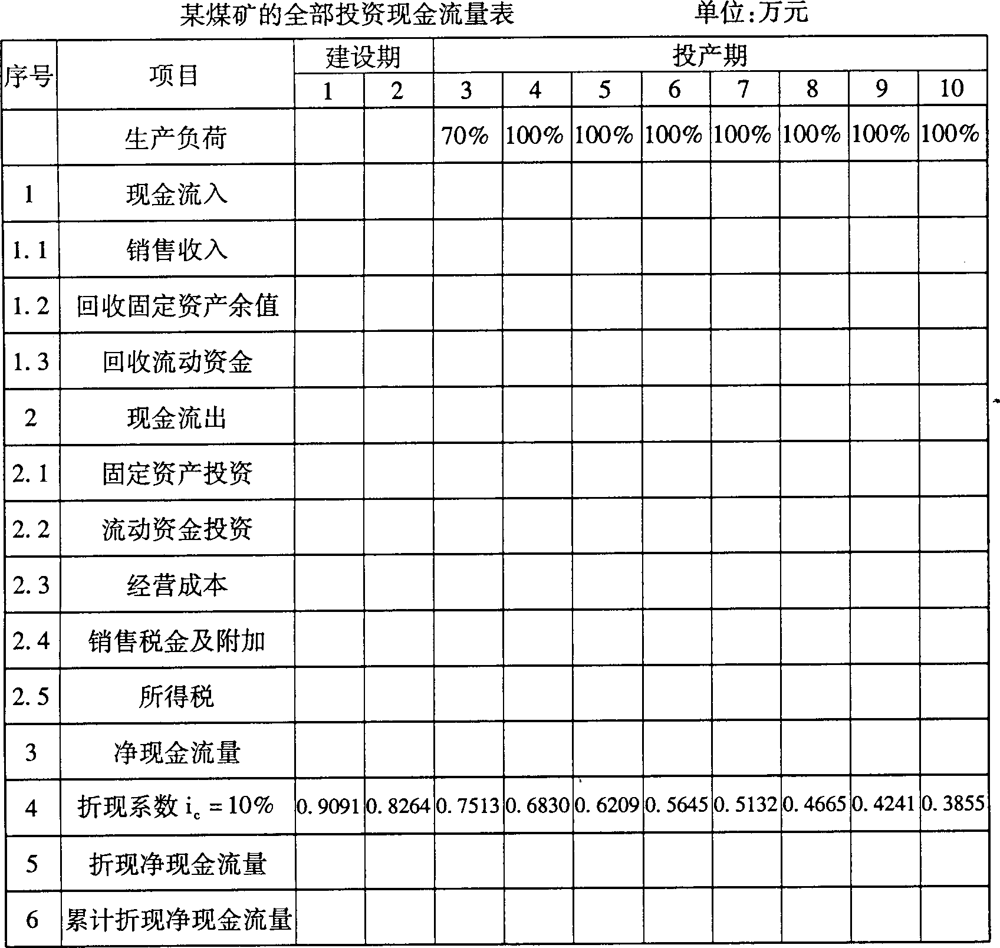 某煤矿的全部投资现金流量表 单位:万元
序号 项目 建设期 投产期
1 2 3 4 5 6 7 8 9 10
生产负荷 70% 100% 100% 100% 100% 100% 100% 100%
1 现金流入
1.1 销售收入
1.2 回收固定资产余值
1.3 回收流动资金
2 现金流出
2.1 固定资产投资
2.2 流动资金投资
2.3 经营成本
2.4 销售税金及附加
2.5 所得税
3 净现金流量
4 折现系数 ic = 10% 0.9091 0.8264 0.7513 0.6830 0.6209 0.5645 0.5132 0.4665 0.4241 0.3855
5 折现净现金流量
6 累计折现净现金流量